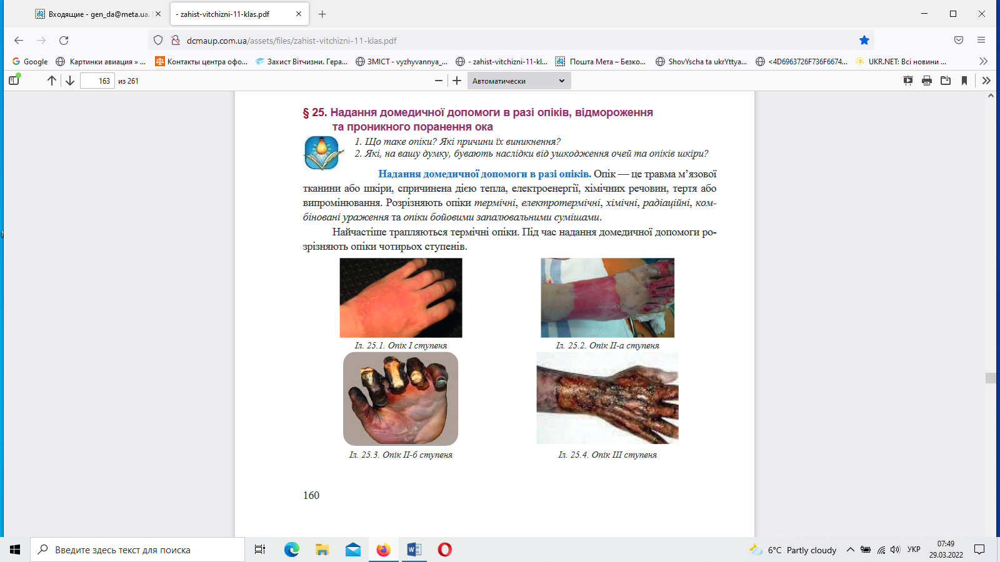 Входящие - gen_da@meta.ua.
- zahist-vitchizni-11-klas.pdf
dcmaup.com.ua/assets/files/zahist-vitchizni-11-klas.pdf
Google
Картинки авиация » ...
Контакты центра офо...
Захист Вітчизни. Гера...
ЗМІСТ - vyzhyvannya_...
- zahist-vitchizni-11-kl...
Пошта Мета – Безко...
ShovYscha ta ukrYttya...
<4D6963726F736F6674...
UKR.NET: Всі новини ...
163 из 261
Автоматически
§ 25. Надання домедичної допомоги в разі опіків, відмороження
та проникного поранення ока
1. Що таке опіки? Які причини їх виникнення?
2. Які, на вашу думку, бувають наслідки від ушкодження очей та опіків шкіри?
Надання домедичної допомоги в разі опіків. Опік — це травма м’язової
тканини або шкіри, спричинена дією тепла, електроенергії, хімічних речовин, тертя або
випромінювання. Розрізняють опіки термічні, електротермічні, хімічні, радіаційні, ком-
біновані ураження та опіки бойовими запалювальними сумішами.
Найчастіше трапляються термічні опіки. Під час надання домедичної допомоги ро-
зрізняють опіки чотирьох ступенів.
Іл. 25.1. Опік І ступеня
Іл. 25.2. Опік ІІ-а ступеня
Іл. 25.3. Опік ІІ-б ступеня
Іл. 25.4. Опік ІІІ ступеня
160
Введите здесь текст для поиска
6°C Partly cloudy
УКР
07:49
29.03.2022